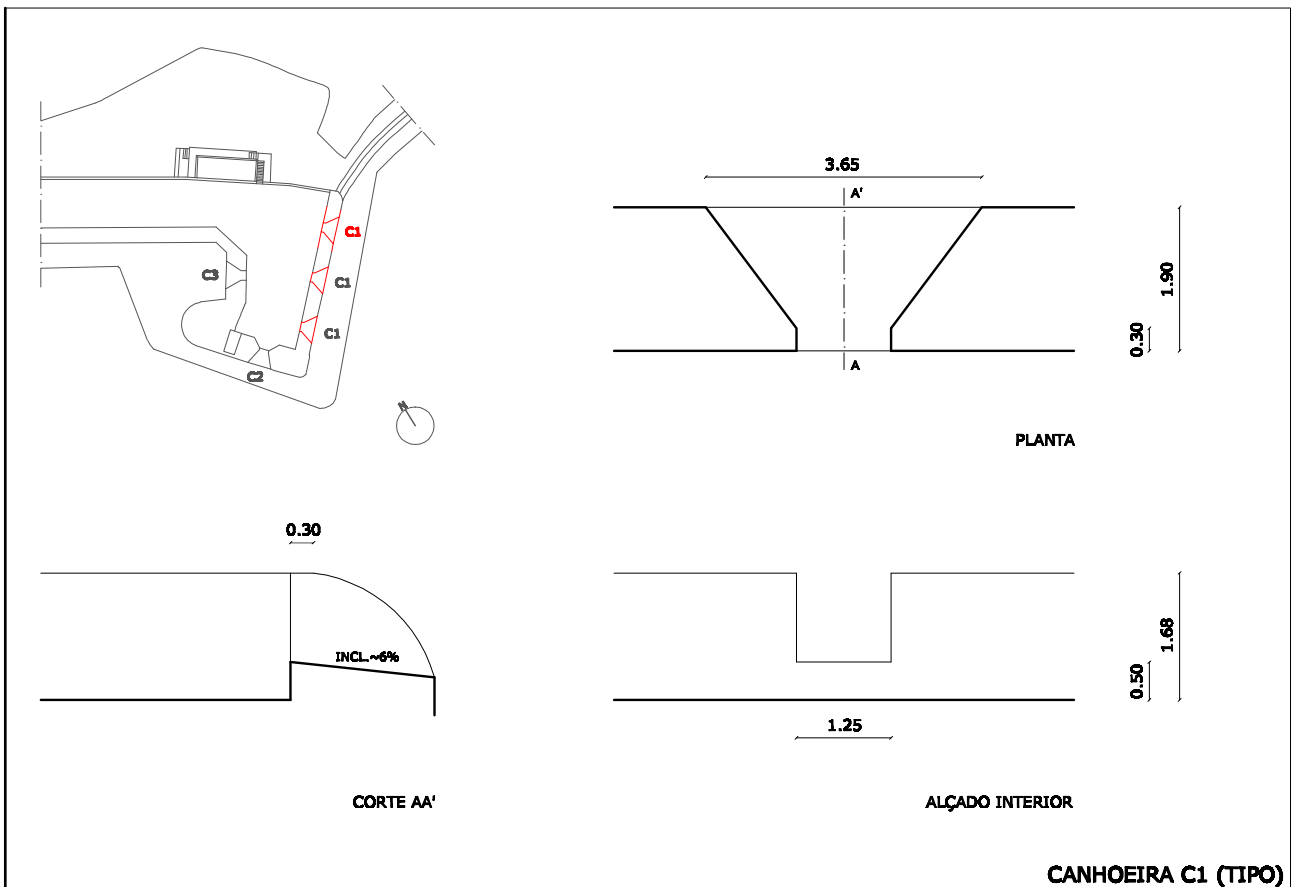 C1
C3
C1
C1
C2
N
3.65
A'
1.90
0.30
A
PLANTA
0.30
INCL.~6%
CORTE AA'
1.68
0.50
1.25
ALÇADO INTERIOR
CANHOEIRA C1 (TIPO)